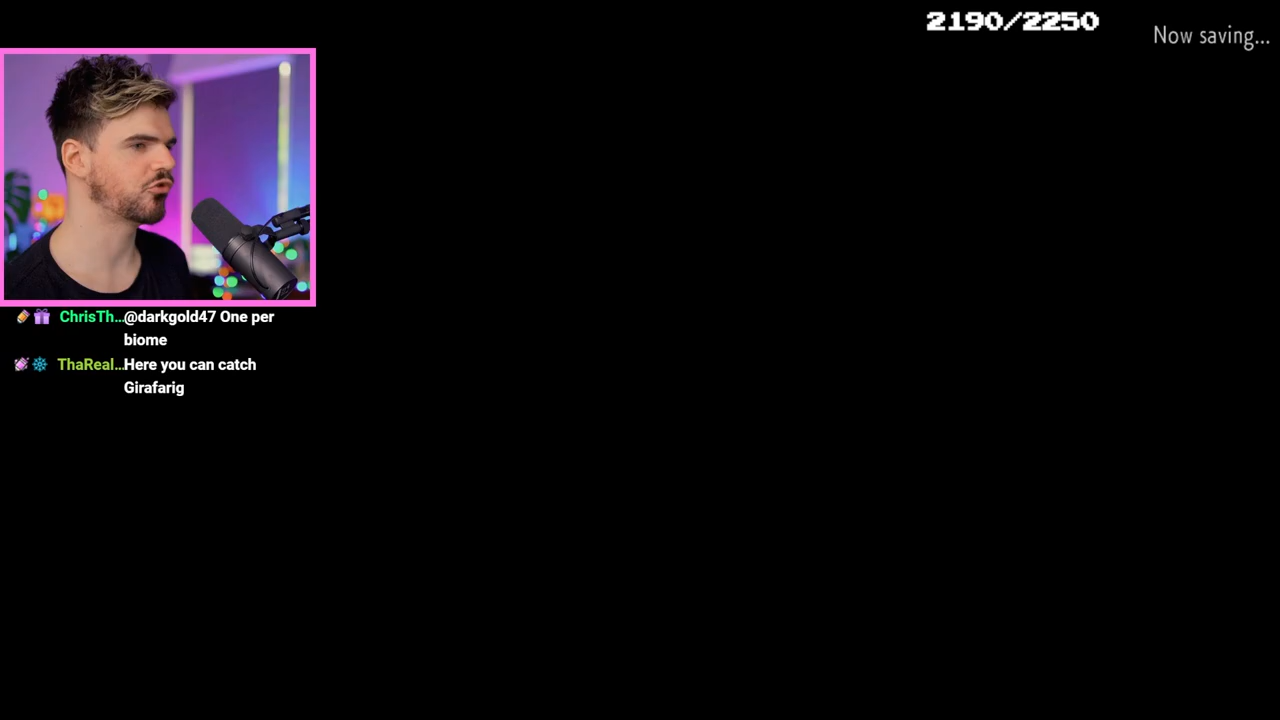 2190/2250
Now saving...
ChrisTh...@darkgold47 One per
biome
ThaReal...Here you can catch
Girafarig